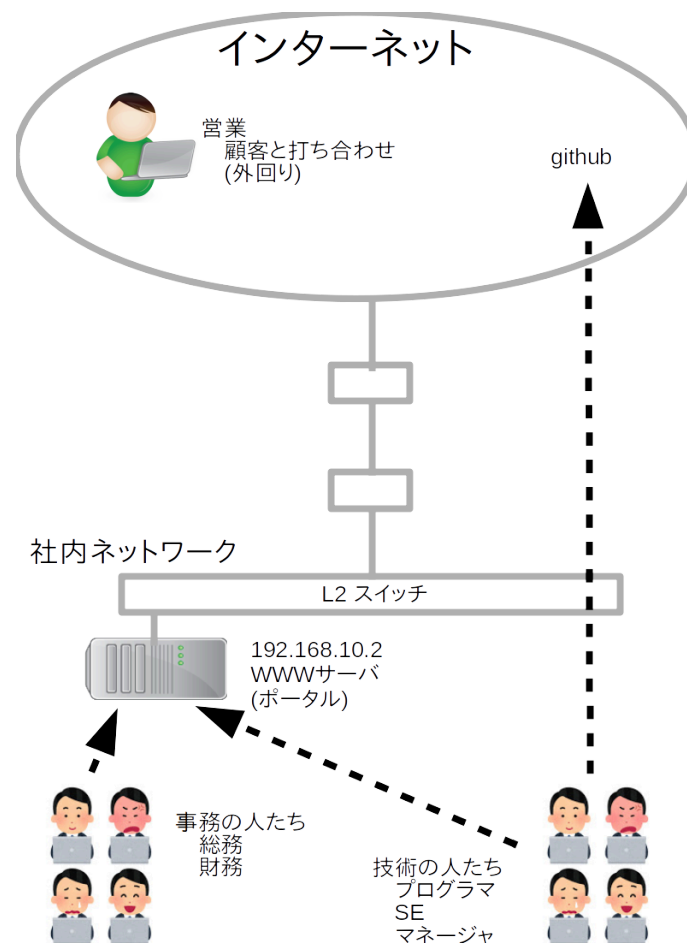 インターネット
営業
顧客と打ち合わせ
(外回り)
github
社内ネットワーク
L2 スイッチ
192.168.10.2
WWWサーバ
(ポータル)
事務の人たち
総務
財務
技術の人たち
プログラマ
SE
マネージャ